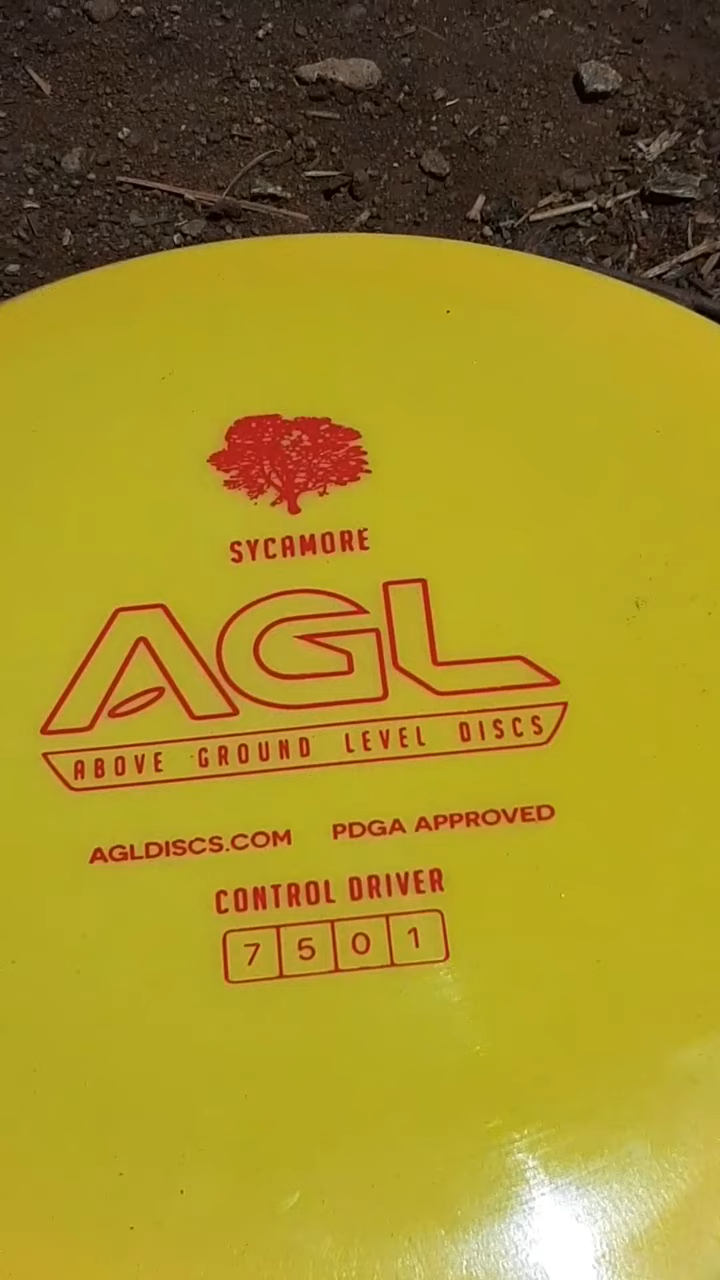 SYCAMORE
AGL
ABOVE GROUND LEVEL DISCS
AGLDISCS.COM PDGA APPROVED
CONTROL DRIVER
7 5 0 1